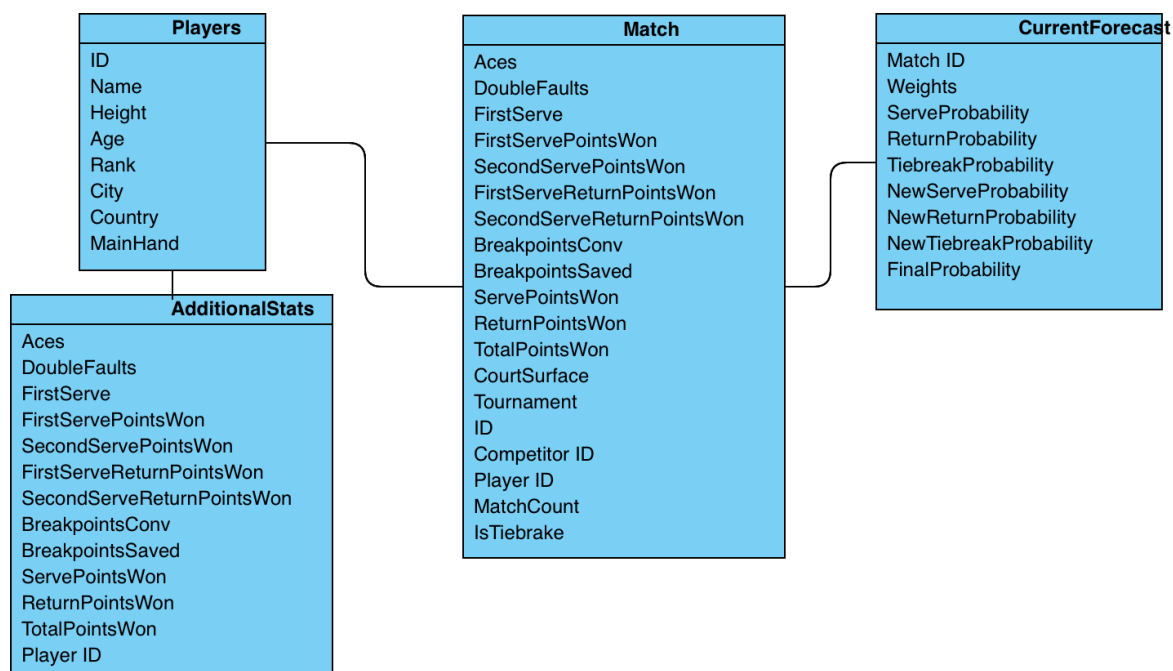 Players
ID
Name
Height
Age
Rank
City
Country
MainHand
AdditionalStats
Aces
DoubleFaults
FirstServe
FirstServePointsWon
SecondServePointsWon
FirstServeReturnPointsWon
SecondServeReturnPointsWon
BreakpointsConv
BreakpointsSaved
ServePointsWon
ReturnPointsWon
TotalPointsWon
Player ID
Match
Aces
DoubleFaults
FirstServe
FirstServePointsWon
SecondServePointsWon
FirstServeReturnPointsWon
SecondServeReturnPointsWon
BreakpointsConv
BreakpointsSaved
ServePointsWon
ReturnPointsWon
TotalPointsWon
CourtSurface
Tournament
ID
Competitor ID
Player ID
MatchCount
IsTiebrake
CurrentForecast
Match ID
Weights
ServeProbability
ReturnProbability
TiebreakProbability
NewServeProbability
NewReturnProbability
NewTiebreakProbability
FinalProbability